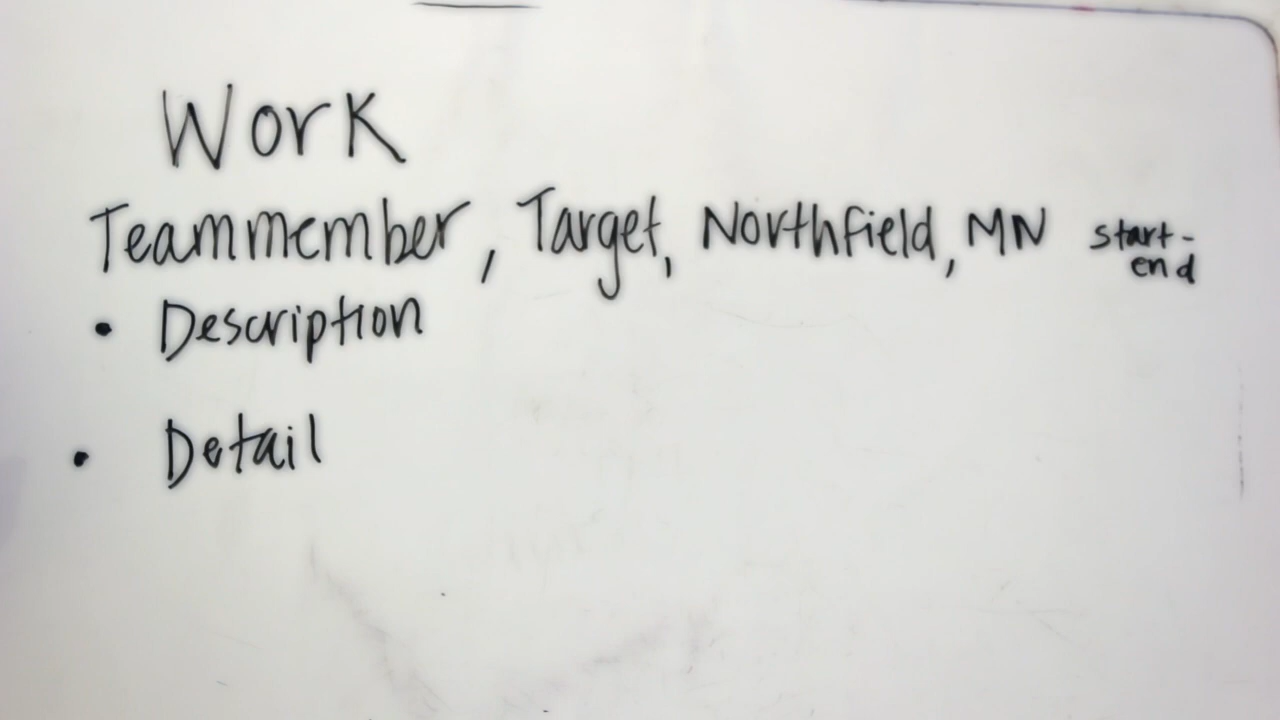 Work
Teammember, Target, Northfield, MN start-
end
• Description
• Detail